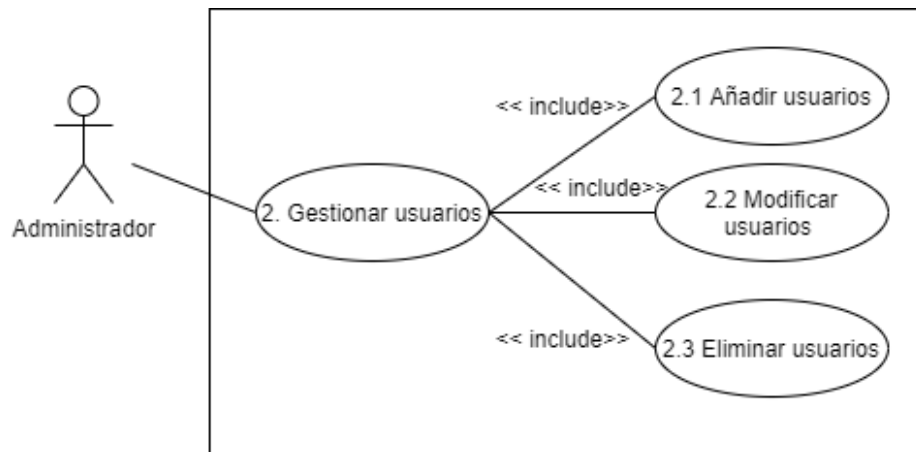 2.1 Añadir usuarios
<< include>>
<< include>>
2.2 Modificar
usuarios
2. Gestionar usuarios
Administrador
<< include>>
2.3 Eliminar usuarios